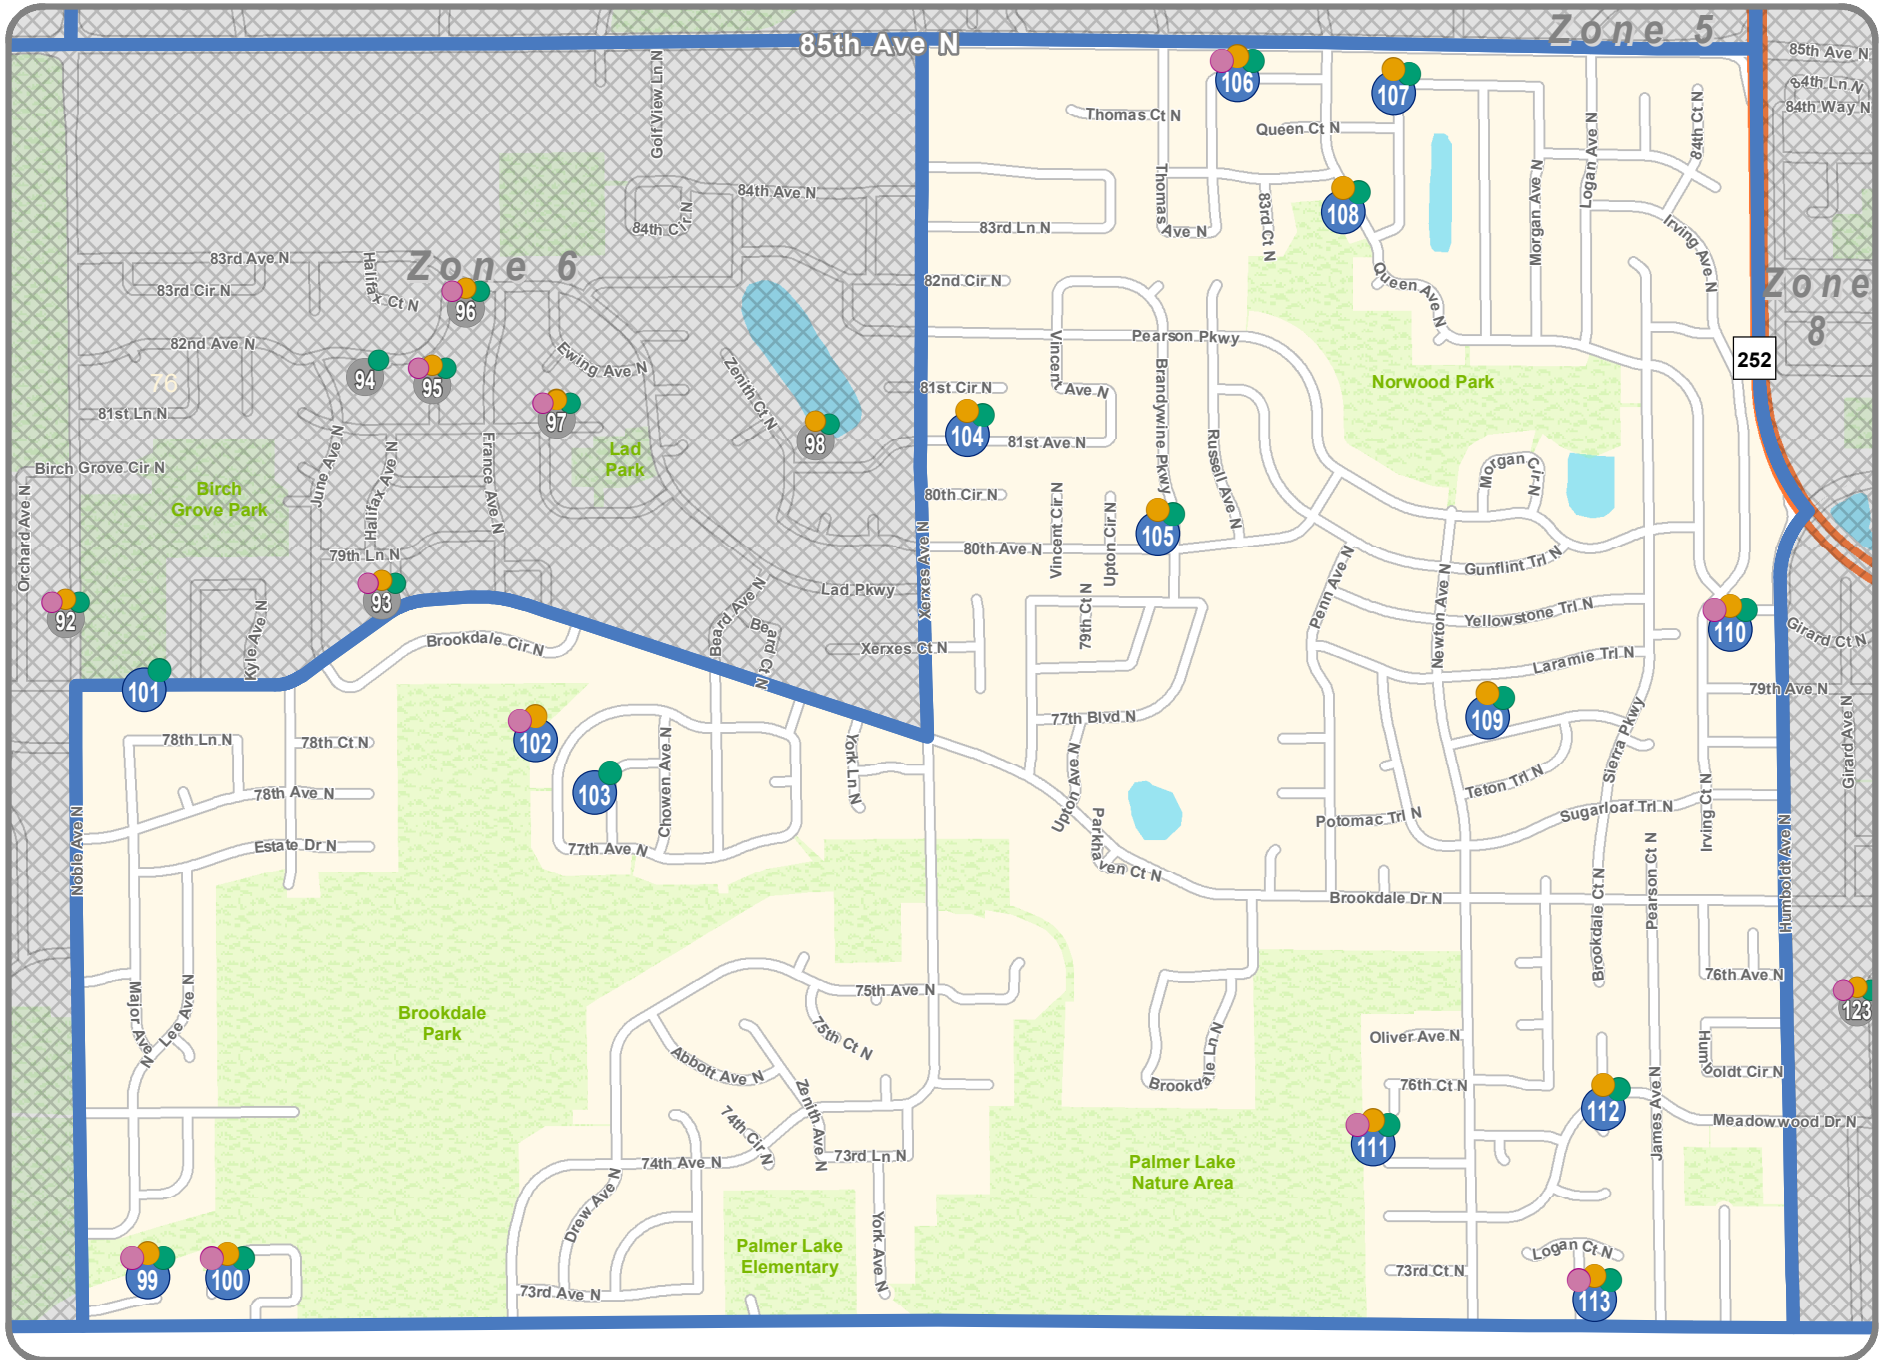 Zone 5
85th Ave N
85th Ave N
84th Ln N
84th Way N
106
107
Golf View Ln N
Thomas Ct N
Queen Ct N
Logan Ave N
84th Ct N
84th Ave N
84th Cir N
83rd Ln N
Thomas Ave N
83rd Ct N
108
Morgan Ave N
Irving Ave N
83rd Ave N
Zone 6
Halifax Ct N
83rd Cir N
96
82nd Cir N
Queen Ave N
Zone
8
82nd Ave N
Pearson Pkwy
Vincent Ave N
Brandywine Pkwy
252
94
95
76
Ewing Ave N
Zenith Ct N
81st Cir N
Norwood Park
81st Ln N
97
98
104
81st Ave N
June Ave N
Halifax Ave N
France Ave N
Lad
Park
Russell Ave N
Birch Grove Cir N
Birch
Grove Park
Orchard Ave N
80th Cir N
Vincent Cir N
Upton Cir N
Morgan Cir N
105
79th Ln N
80th Ave N
Xerxes Ave N
Gunflint Trl N
92
93
Lad Pkwy
79th Ct N
Penn Ave N
Newton Ave N
Yellowstone Trl N
110
Girard Ct N
Kyle Ave N
Brookdale Cir N
Beard Ave N
Beard Ct N
Xerxes Ct N
Laramie Trl N
101
79th Ave N
102
77th Blvd N
109
Sierra Pkwy
Girard Ave N
78th Ln N
78th Ct N
York Ln N
Upton Ave N
103
Chowen Ave N
78th Ave N
Teton Trl N
Noble Ave N
Potomac Trl N
Sugarloaf Trl N
Irving Ct N
Estate Dr N
77th Ave N
Parkhaven Ct N
Humboldt Ave N
Brookdale Dr N
Brookdale Ct N
Pearson Ct N
Major Ave N
Lee Ave N
75th Ave N
76th Ave N
123
Brookdale
Park
75th Ct N
Oliver Ave N
Abbott Ave N
Brookdale Ln N
Humboldt Cir N
76th Ct N
Zenith Ave N
112
James Ave N
Meadowwood Dr N
74th Cir N
111
74th Ave N
73rd Ln N
Palmer Lake
Nature Area
Drew Ave N
York Ave N
Palmer Lake
Elementary
Logan Ct N
99
100
73rd Ct N
73rd Ave N
113